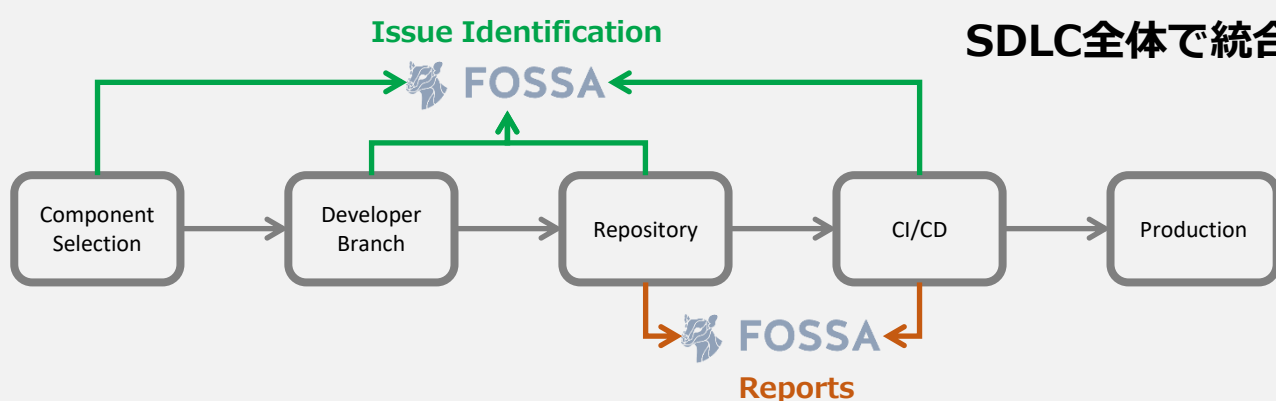 Issue Identification
SDLC全体で統合
FOSSA
Component
Selection
Developer
Branch
Repository
CI/CD
Production
FOSSA
Reports